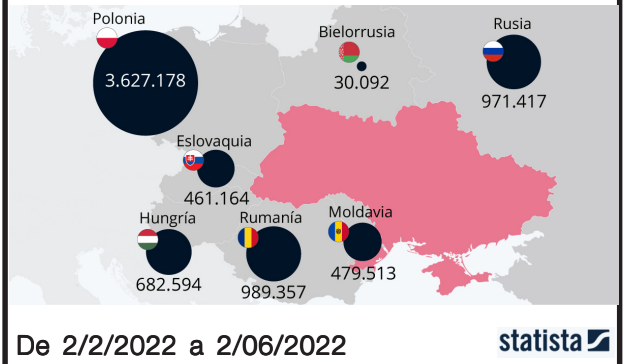 Polonia
3.627.178
Bielorrusia
30.092
Rusia
971.417
Eslovaquia
461.164
Hungría
682.594
Rumanía
989.357
Moldavia
479.513
De 2/2/2022 a 2/06/2022
statista